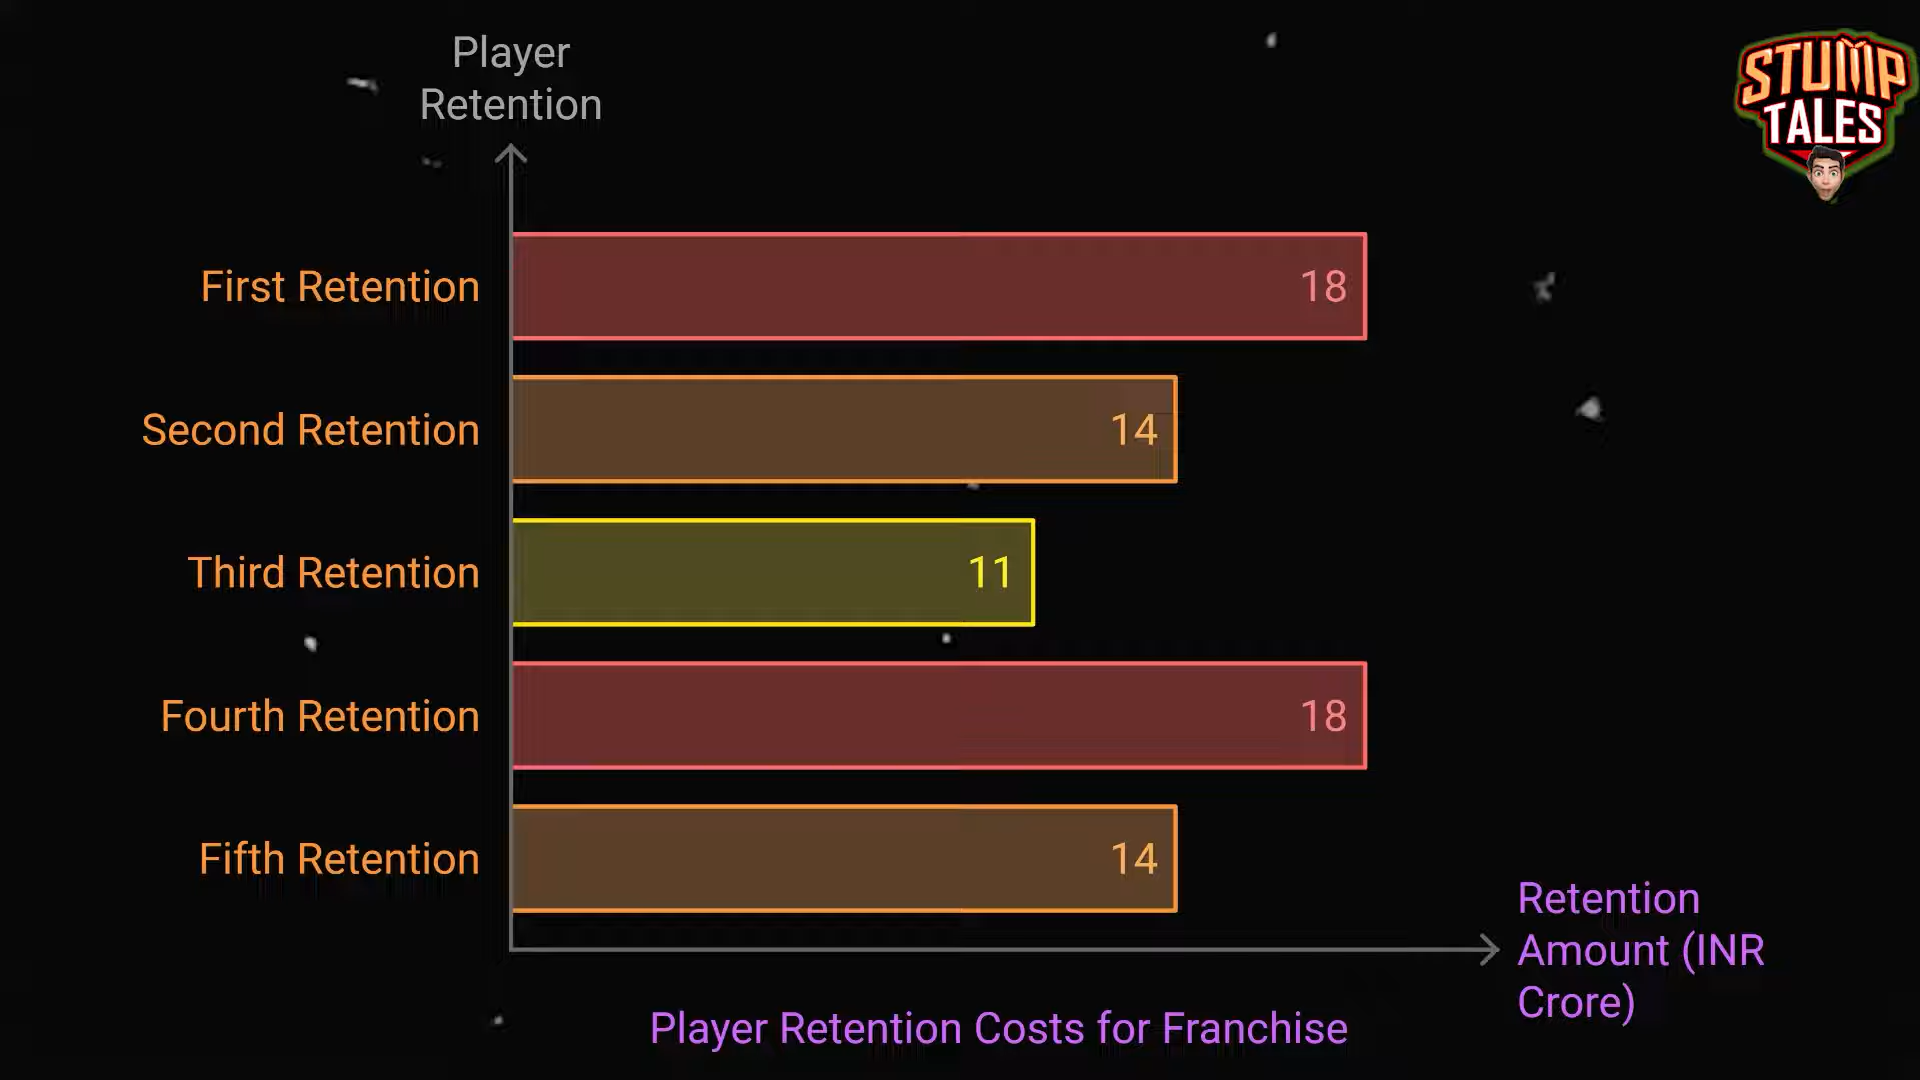 Player
Retention
STUMP
TALES
First Retention
18
Second Retention
14
Third Retention
11
Fourth Retention
18
Fifth Retention
14
Retention
Amount (INR
Crore)
Player Retention Costs for Franchise